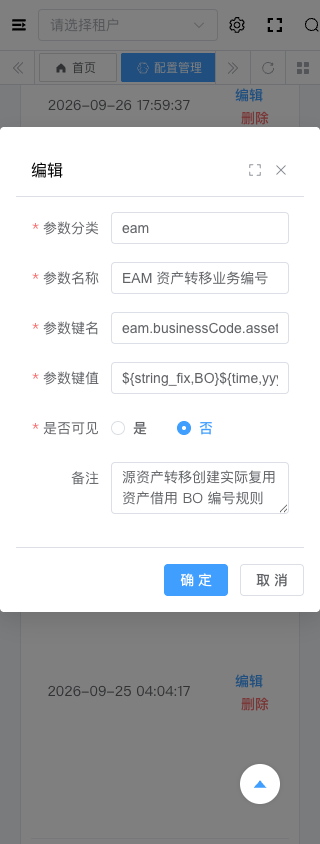 请选择租户
首页
配置管理
2026-09-26 17:59:37
编辑
删除
编辑
* 参数分类
eam
* 参数名称
EAM 资产转移业务编号
* 参数键名
eam.businessCode.asset
* 参数键值
${string_fix,BO}${time,yyy
* 是否可见
是
否
备注
源资产转移创建实际复用
资产借用 BO 编号规则
确 定
取 消
2026-09-25 04:04:17
编辑
删除